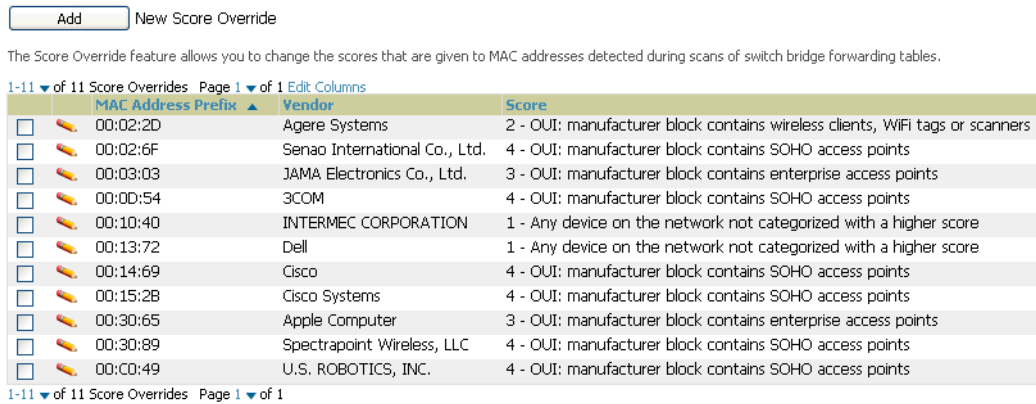 Add New Score Override
The Score Override feature allows you to change the scores that are given to MAC addresses detected during scans of switch bridge forwarding tables.
1-11 of 11 Score Overrides Page 1 of 1 Edit Columns
MAC Address Prefix Vendor Score
00:02:2D Agere Systems 2 - OUI: manufacturer block contains wireless clients, WiFi tags or scanners
00:02:6F Senao International Co., Ltd. 4 - OUI: manufacturer block contains SOHO access points
00:03:03 JAMA Electronics Co., Ltd. 3 - OUI: manufacturer block contains enterprise access points
00:0D:54 3COM 4 - OUI: manufacturer block contains SOHO access points
00:10:40 INTERMEC CORPORATION 1 - Any device on the network not categorized with a higher score
00:13:72 Dell 1 - Any device on the network not categorized with a higher score
00:14:69 Cisco 4 - OUI: manufacturer block contains SOHO access points
00:15:2B Cisco Systems 4 - OUI: manufacturer block contains SOHO access points
00:30:65 Apple Computer 3 - OUI: manufacturer block contains enterprise access points
00:30:89 Spectrapoint Wireless, LLC 4 - OUI: manufacturer block contains SOHO access points
00:C0:49 U.S. ROBOTICS, INC. 4 - OUI: manufacturer block contains SOHO access points
1-11 of 11 Score Overrides Page 1 of 1